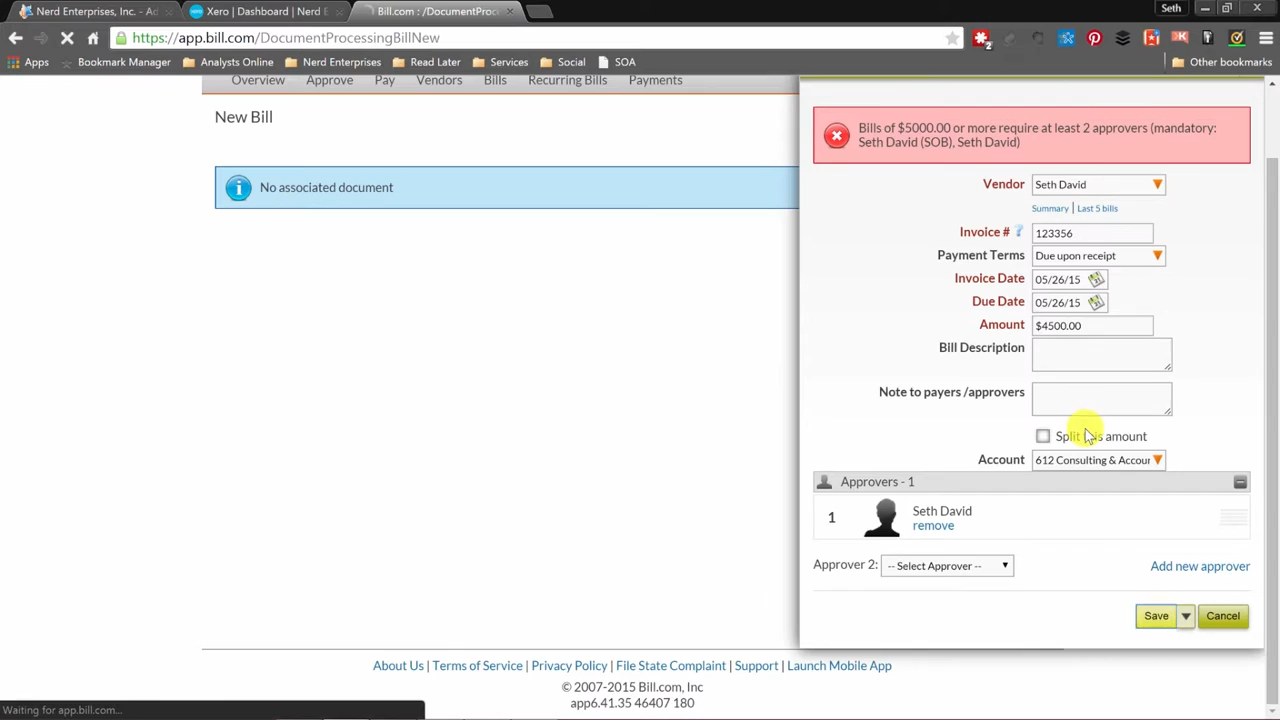 Nerd Enterprises, Inc. - Ad
Xero | Dashboard | Nerd E
Bill.com : /DocumentProce
Seth
https://app.bill.com/DocumentProcessingBillNew
2
Apps
Bookmark Manager
Analysts Online
Nerd Enterprises
Read Later
Services
Social
SOA
Other bookmarks
Overview
Approve
Pay
Vendors
Bills
Recurring Bills
Payments
New Bill
No associated document
Bills of $5000.00 or more require at least 2 approvers (mandatory:
Seth David (SOB), Seth David)
Vendor Seth David
Summary | Last 5 bills
Invoice # ? 123356
Payment Terms Due upon receipt
Invoice Date 05/26/15
Due Date 05/26/15
Amount $4500.00
Bill Description
Note to payers /approvers
Split this amount
Account 612 Consulting & Accour
Approvers - 1
1 Seth David
remove
Approver 2: -- Select Approver -- Add new approver
Save Cancel
About Us | Terms of Service | Privacy Policy | File State Complaint | Support | Launch Mobile App
© 2007-2015 Bill.com, Inc
app6.41.35 46407 180
Waiting for app.bill.com...